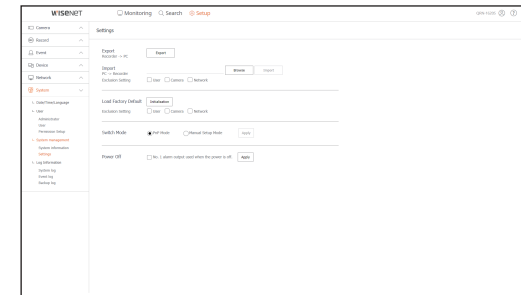 WISENET
Monitoring Search Setup
Camera
Record
Event
Device
Network
System
Date/Time/Language
User
Administrator
User
Permission Setup
System management
System Information
Settings
Log Information
System log
Event log
Backup log
Settings
Export
Recorder -> PC
Export
Import
PC -> Recorder
Browse
Import
Exclusion Setting User Camera Network
Load Factory Default Initialization
Exclusion Setting User Camera Network
Switch Mode PnP Mode Manual Setup Mode Apply
Power Off No. 1 alarm output used when the power is off Apply